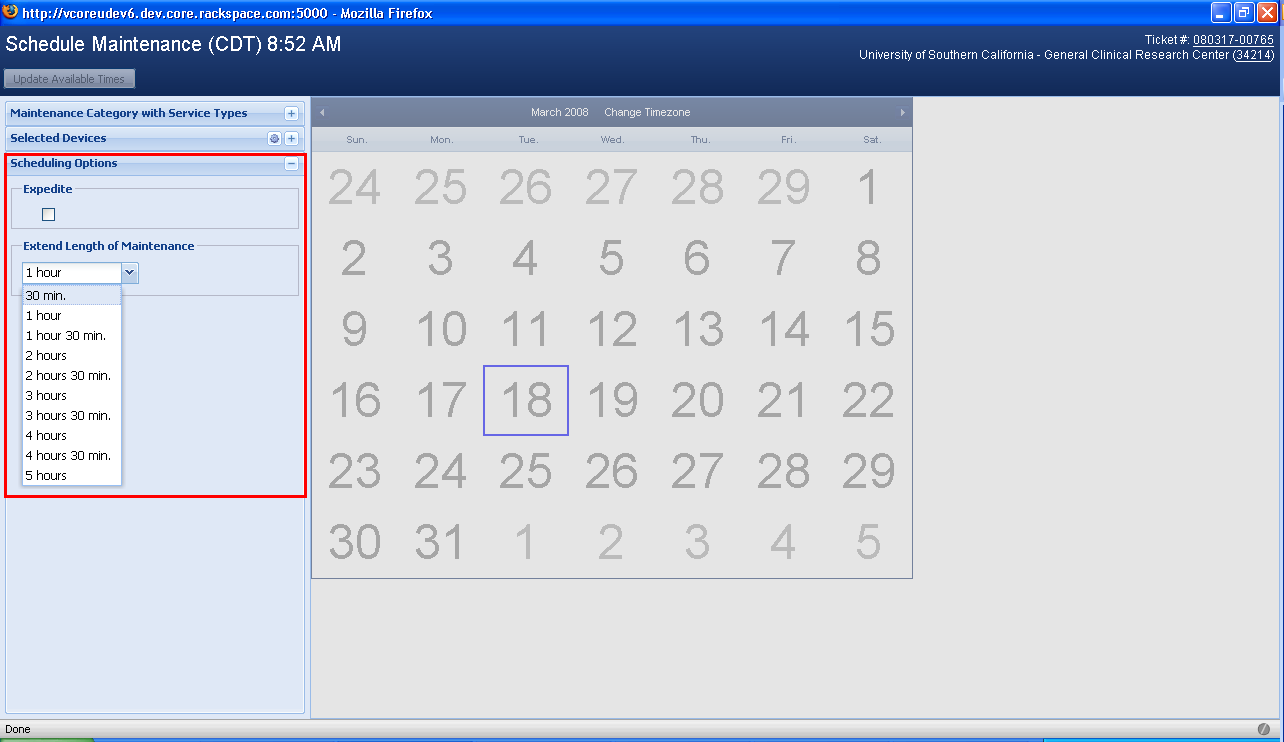 http://vcoreudev6.dev.core.rackspace.com:5000 - Mozilla Firefox
Schedule Maintenance (CDT) 8:52 AM
Ticket #: 080317-00765
University of Southern California - General Clinical Research Center (34214)
Update Available Times
Maintenance Category with Service Types
Selected Devices
Scheduling Options
Expedite
Extend Length of Maintenance
1 hour
30 min.
1 hour
1 hour 30 min.
2 hours
2 hours 30 min.
3 hours
3 hours 30 min.
4 hours
4 hours 30 min.
5 hours
March 2008 Change Timezone
Sun. Mon. Tue. Wed. Thu. Fri. Sat.
24 25 26 27 28 29 1
2 3 4 5 6 7 8
9 10 11 12 13 14 15
16 17 18 19 20 21 22
23 24 25 26 27 28 29
30 31 1 2 3 4 5
Done